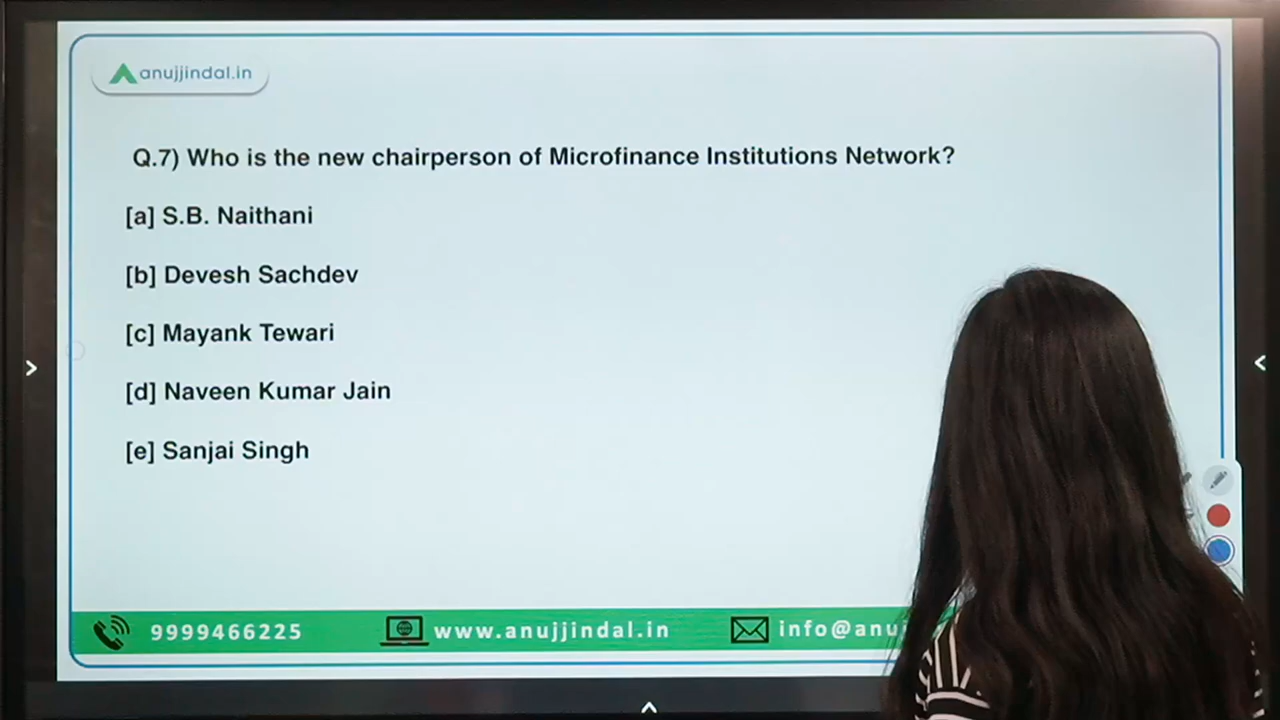 anujjindal.in
Q.7) Who is the new chairperson of Microfinance Institutions Network?
[a] S.B. Naithani
[b] Devesh Sachdev
[c] Mayank Tewari
[d] Naveen Kumar Jain
[e] Sanjai Singh
9999466225 www.anujjindal.in info@anuj